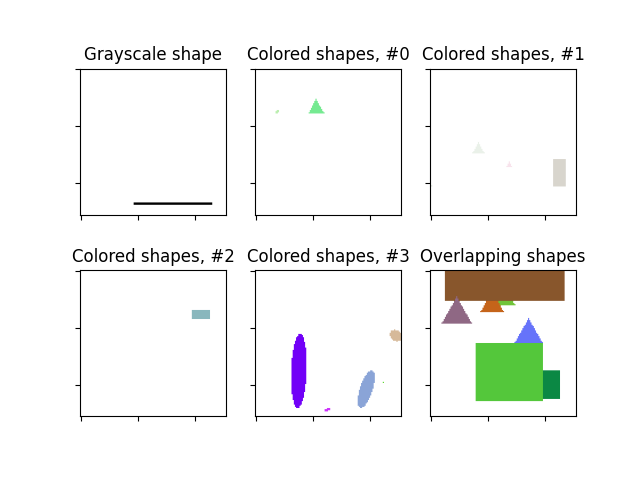 Grayscale shape
Colored shapes, #0
Colored shapes, #1
Colored shapes, #2
Colored shapes, #3
Overlapping shapes